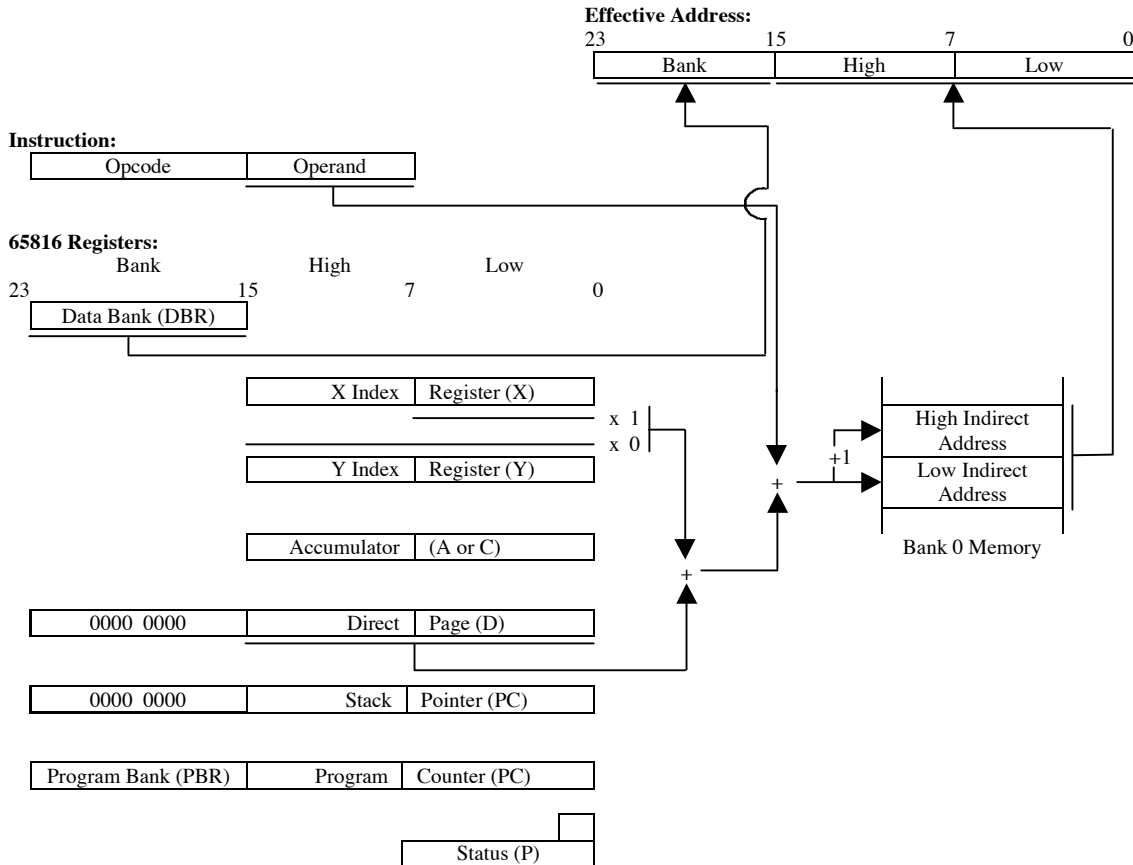 Effective Address:
23 15 7 0
Bank High Low
Instruction:
Opcode Operand
65816 Registers:
Bank High Low
23 15 7 0
Data Bank (DBR)
X Index Register (X)
x 1
x 0
Y Index Register (Y)
High Indirect
Address
+1
Low Indirect
Address
+
Bank 0 Memory
Accumulator (A or C)
+
0000 0000 Direct Page (D)
0000 0000 Stack Pointer (PC)
Program Bank (PBR) Program Counter (PC)
Status (P)